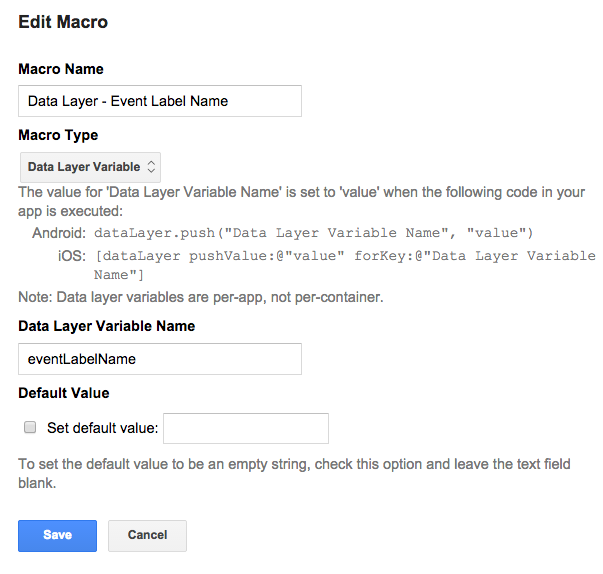 Edit Macro
Macro Name
Data Layer - Event Label Name
Macro Type
Data Layer Variable
The value for 'Data Layer Variable Name' is set to 'value' when the following code in your
app is executed:
Android: dataLayer.push("Data Layer Variable Name", "value")
iOS: [dataLayer pushValue:@"value" forKey:@"Data Layer Variable
Name"]
Note: Data layer variables are per-app, not per-container.
Data Layer Variable Name
eventLabelName
Default Value
Set default value:
To set the default value to be an empty string, check this option and leave the text field
blank.
Save Cancel